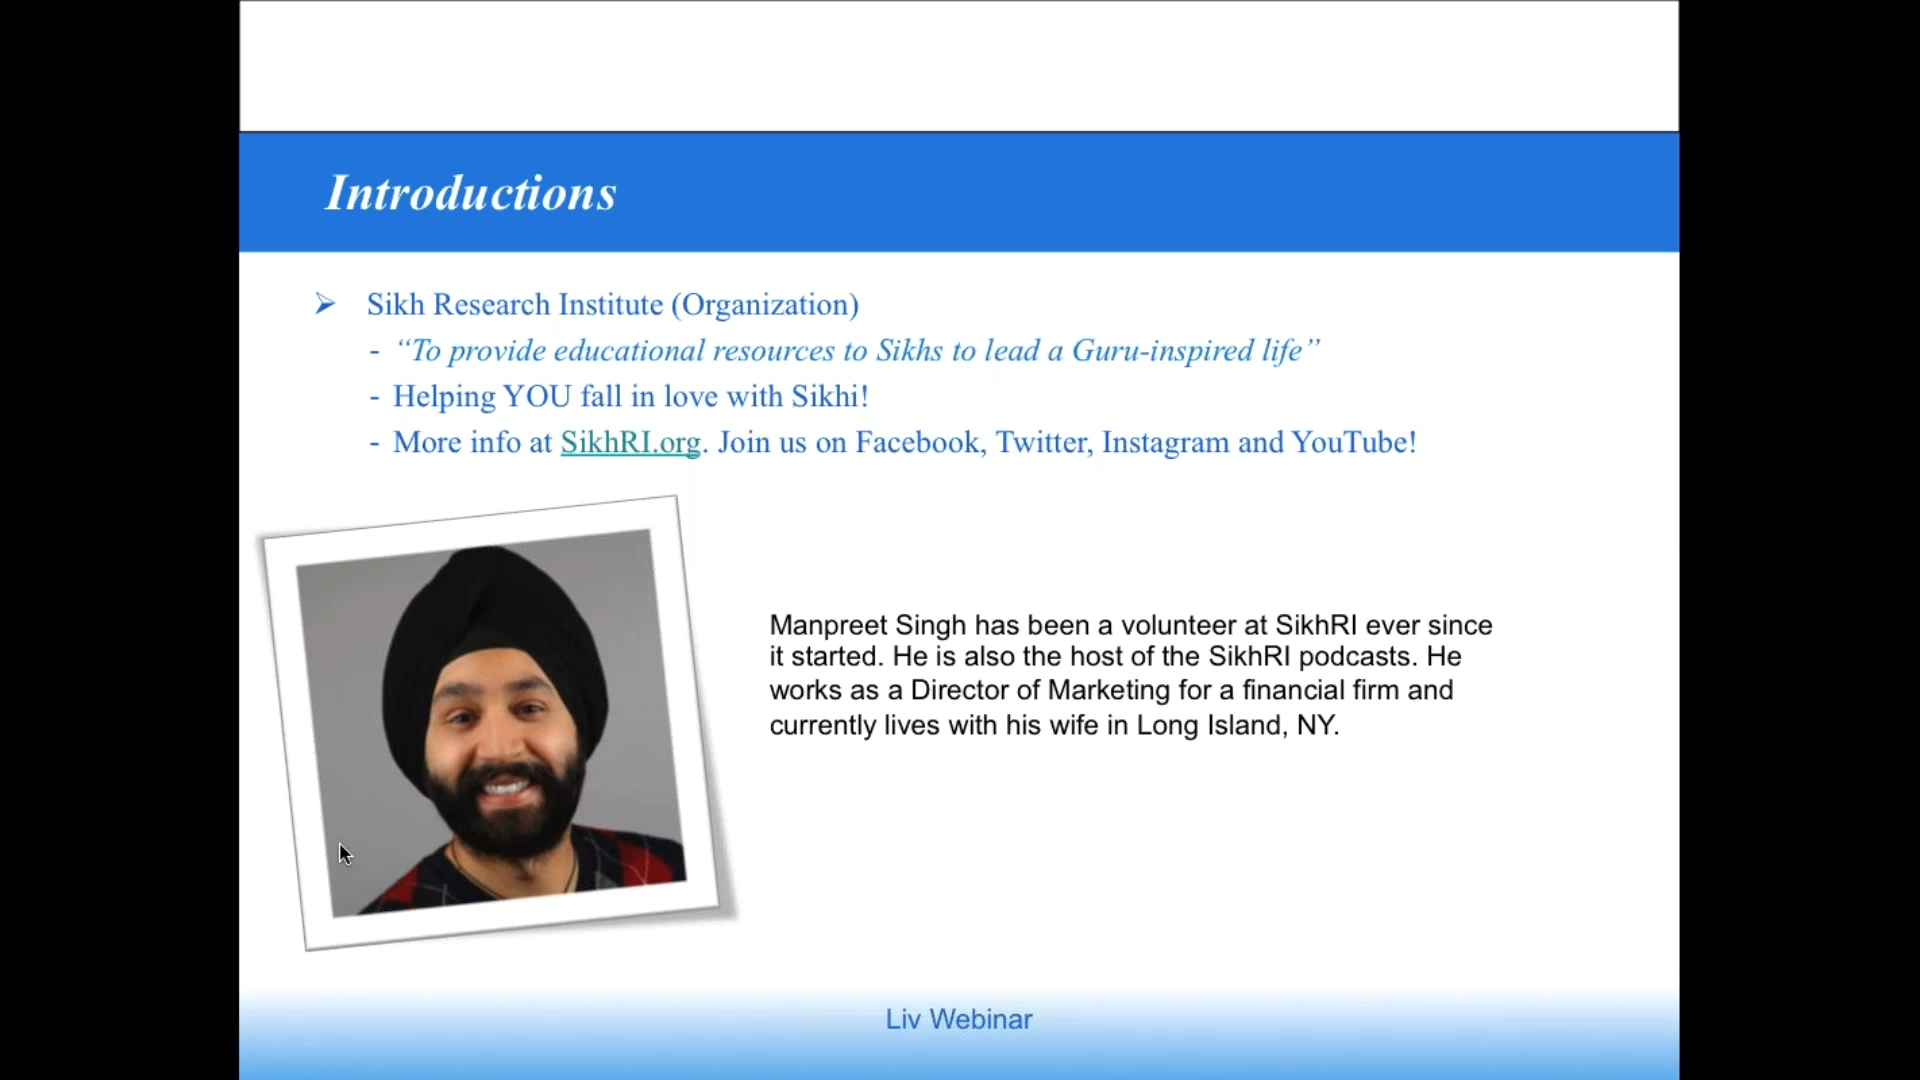 Introductions
➢ Sikh Research Institute (Organization)
- “To provide educational resources to Sikhs to lead a Guru-inspired life”
- Helping YOU fall in love with Sikhi!
- More info at SikhRI.org. Join us on Facebook, Twitter, Instagram and YouTube!
Manpreet Singh has been a volunteer at SikhRI ever since
it started. He is also the host of the SikhRI podcasts. He
works as a Director of Marketing for a financial firm and
currently lives with his wife in Long Island, NY.
Liv Webinar